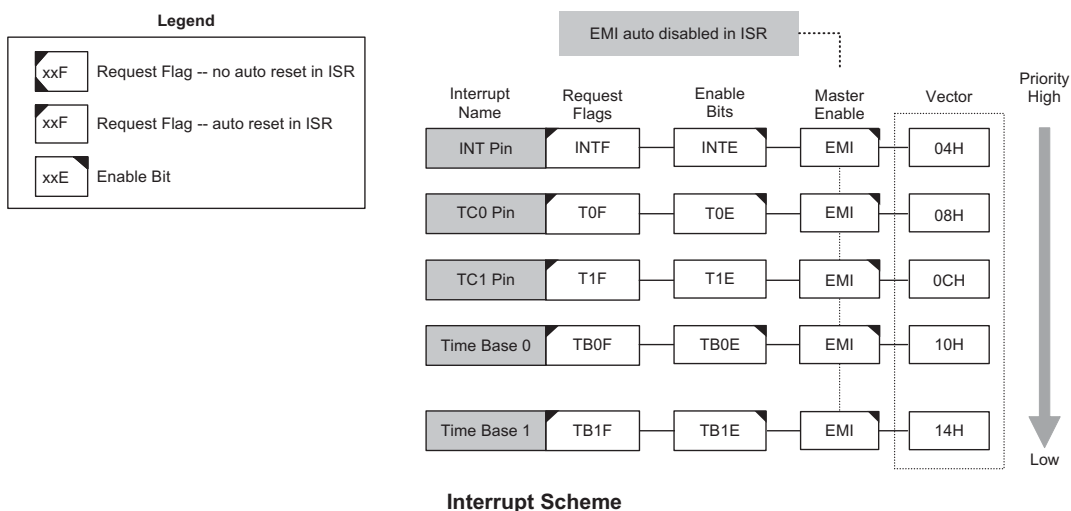 Legend
xxF Request Flag -- no auto reset in ISR
xxF Request Flag -- auto reset in ISR
xxE Enable Bit
EMI auto disabled in ISR
Interrupt Name
Request Flags
Enable Bits
Master Enable
Vector
Priority High
INT Pin INTF INTE EMI 04H
TC0 Pin T0F T0E EMI 08H
TC1 Pin T1F T1E EMI 0CH
Time Base 0 TB0F TB0E EMI 10H
Time Base 1 TB1F TB1E EMI 14H
Low
Interrupt Scheme